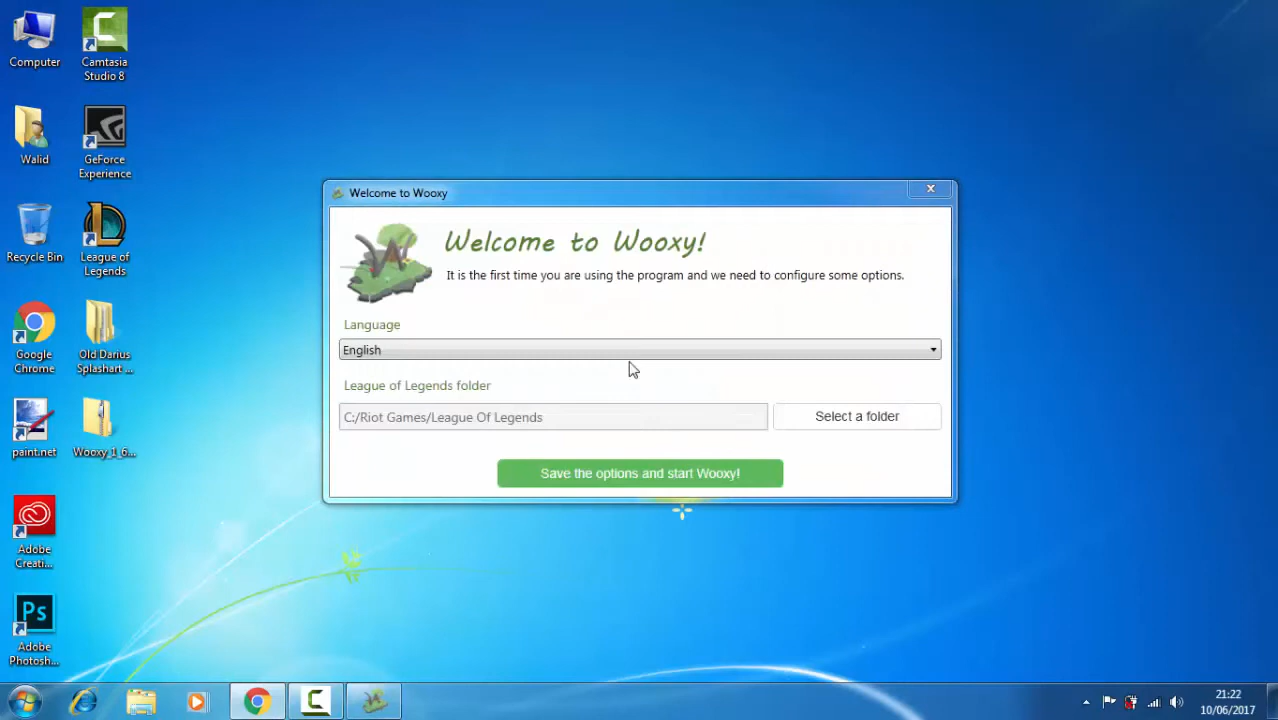 Computer
Camtasia
Studio 8
Walid
GeForce
Experience
Recycle Bin
League of
Legends
Google
Chrome
Old Darius
Splashart ...
paint.net
Wooxy_1_6...
Adobe
Creati...
Ps
Adobe
Photosh...
Welcome to Wooxy
Welcome to Wooxy!
It is the first time you are using the program and we need to configure some options.
Language
English
League of Legends folder
C:/Riot Games/League Of Legends
Select a folder
Save the options and start Wooxy!
21:22
10/06/2017